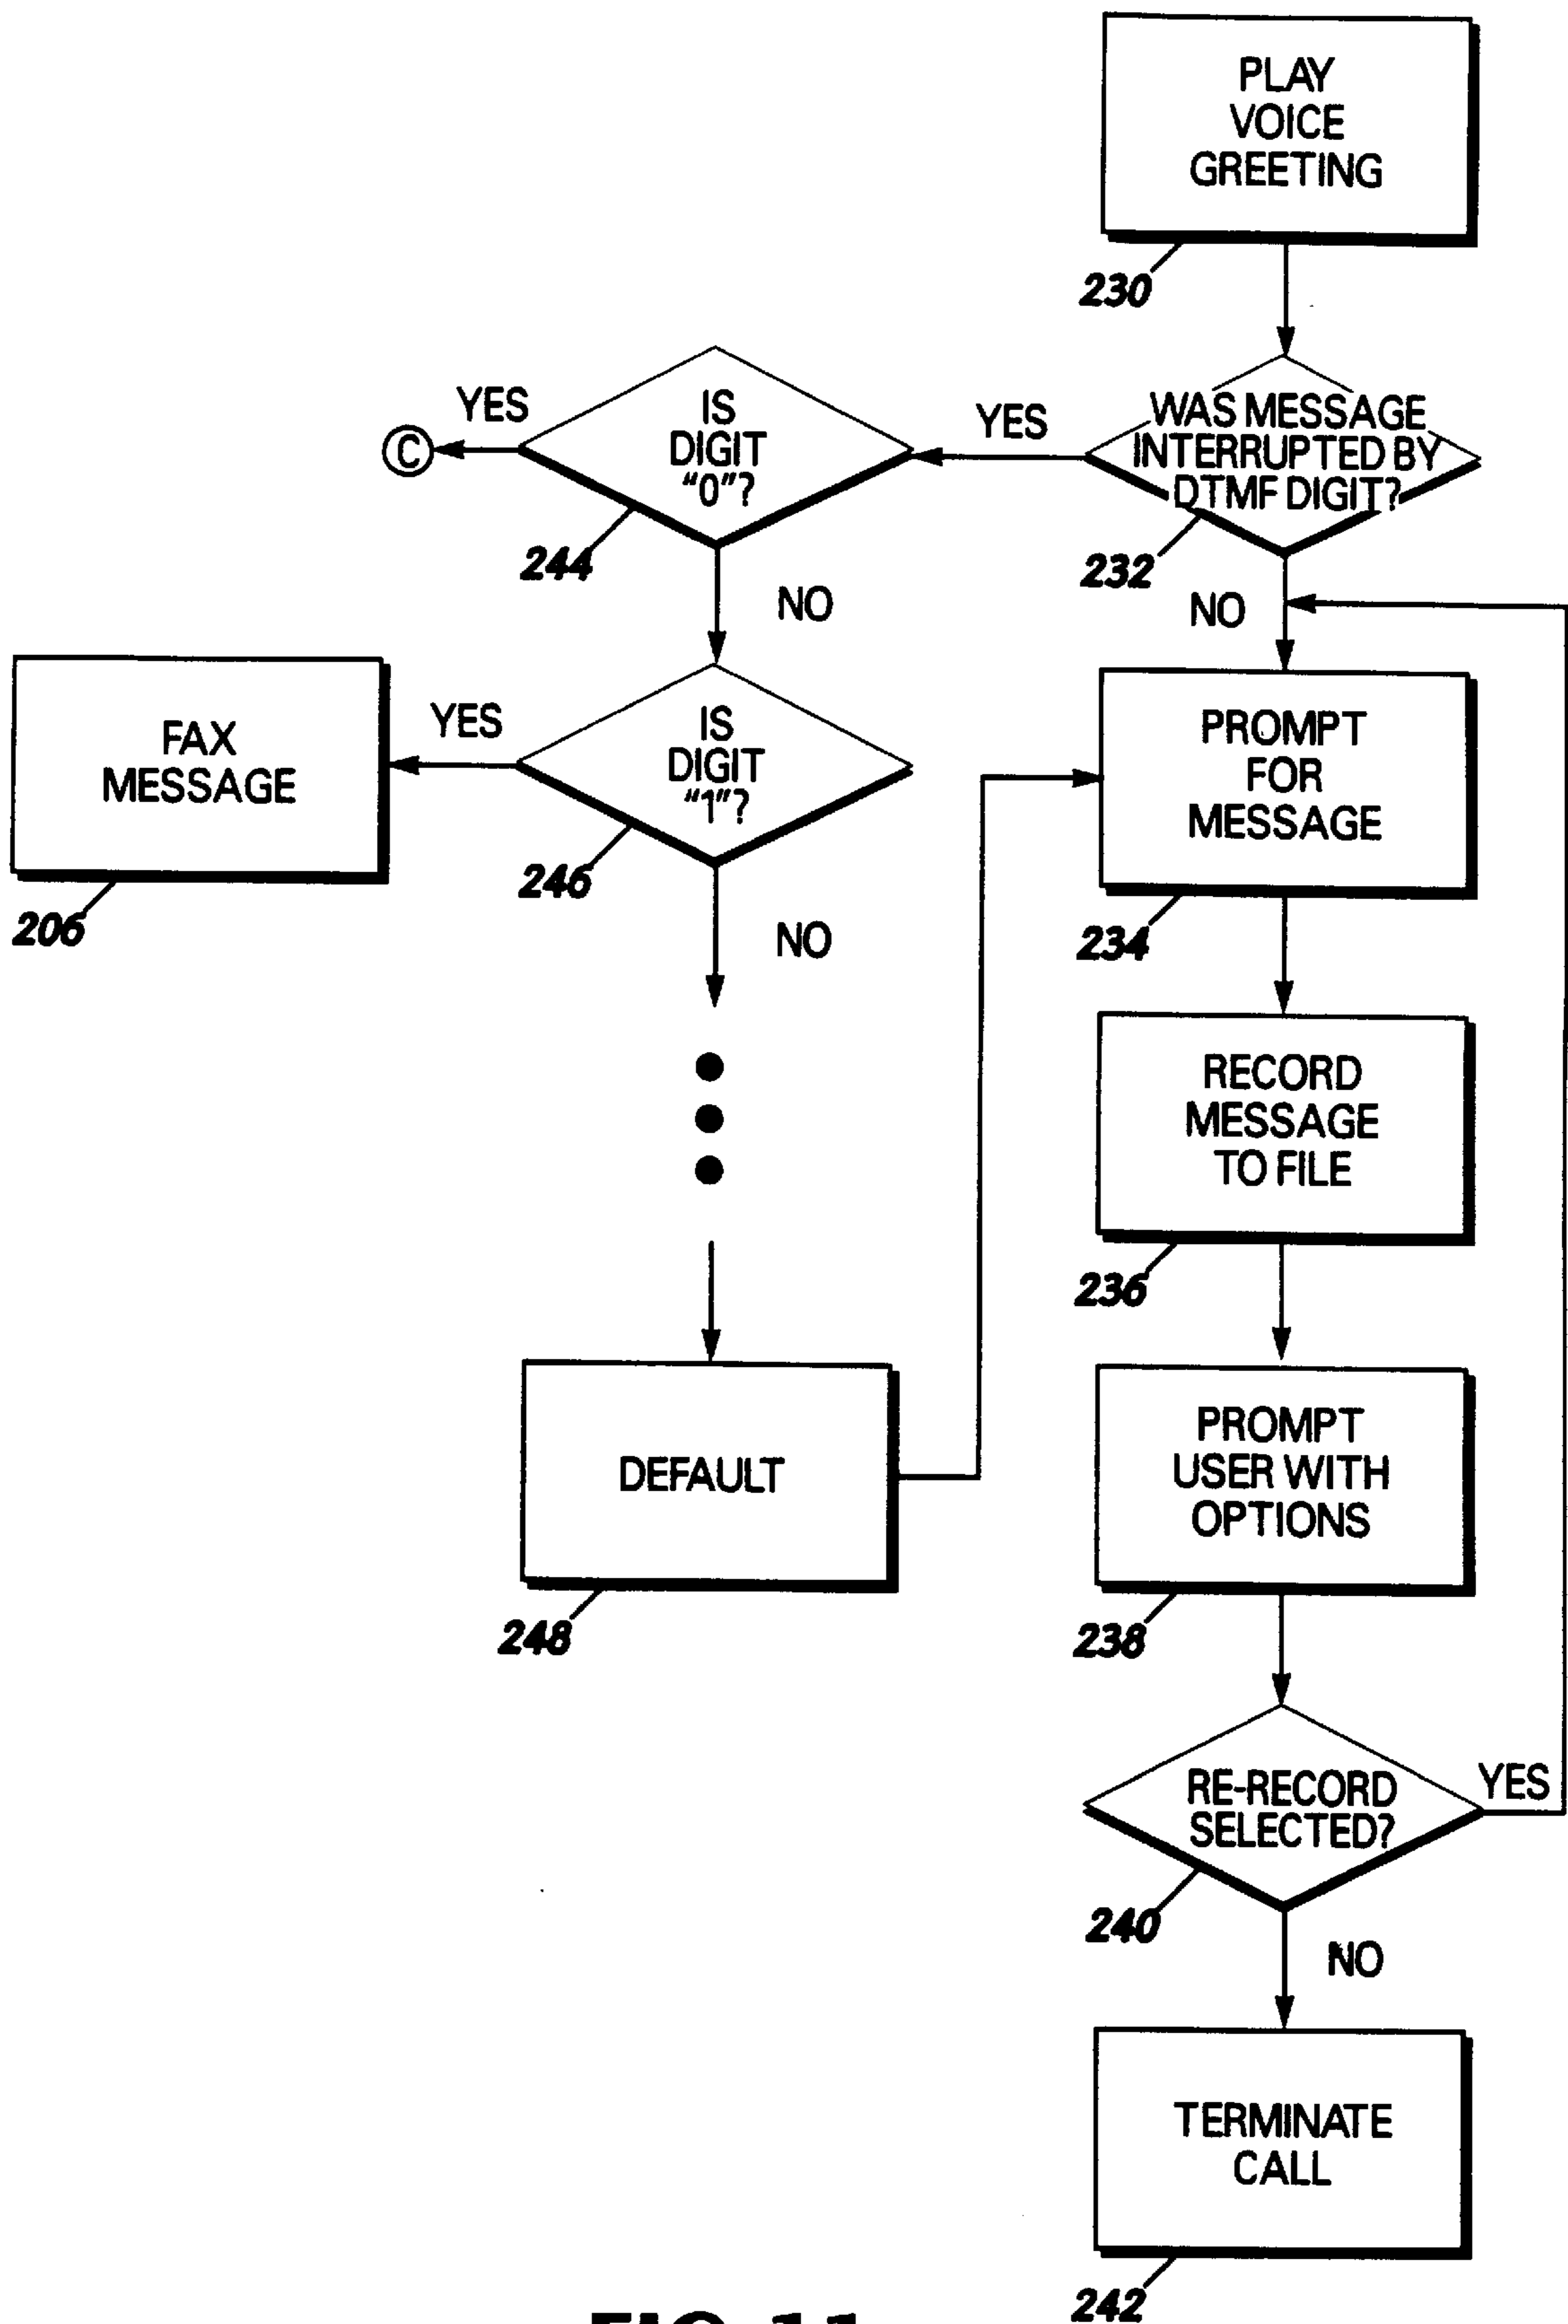 PLAY
VOICE
GREETING
230
WAS MESSAGE
INTERRUPTED BY
DTMF DIGIT?
232
YES
NO
IS
DIGIT
“0”?
244
YES
C
NO
IS
DIGIT
“1”?
246
YES
FAX
MESSAGE
206
NO
DEFAULT
248
PROMPT
FOR
MESSAGE
234
RECORD
MESSAGE
TO FILE
236
PROMPT
USER WITH
OPTIONS
238
RE-RECORD
SELECTED?
240
YES
NO
TERMINATE
CALL
242